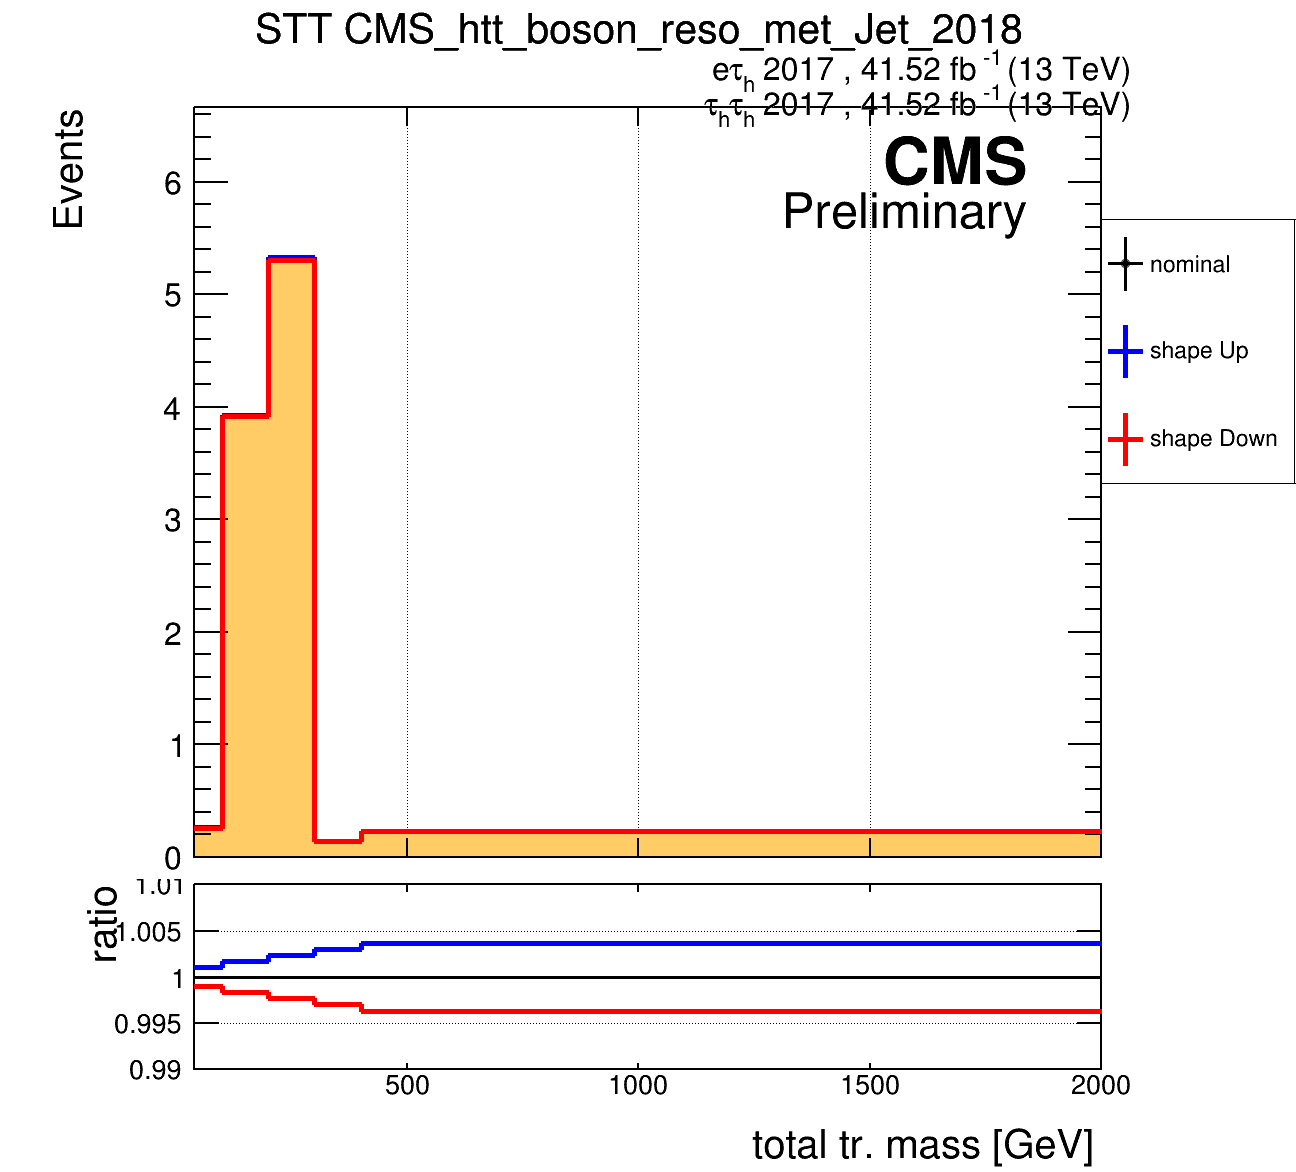 STT CMS_htt_boson_reso_met_Jet_2018
eτh 2017 , 41.52 fb -1 (13 TeV)
τhτh 2017 , 41.52 fb -1 (13 TeV)
CMS
Preliminary
Events
6
5
4
3
2
1
0
nominal
shape Up
shape Down
ratio
1.01
1.005
1
0.995
0.99
500 1000 1500 2000
total tr. mass [GeV]